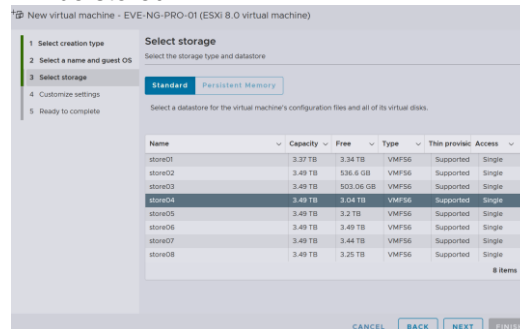 New virtual machine - EVE-NG-PRO-01 (ESXi 8.0 virtual machine)
1 Select creation type
2 Select a name and guest OS
3 Select storage
4 Customize settings
5 Ready to complete
Select storage
Select the storage type and datastore
Standard Persistent Memory
Select a datastore for the virtual machine's configuration files and all of its virtual disks.
Name Capacity Free Type Thin provisic Access
store01 3.37 TB 3.34 TB VMFS6 Supported Single
store02 3.49 TB 536.6 GB VMFS6 Supported Single
store03 3.49 TB 503.06 GB VMFS6 Supported Single
store04 3.49 TB 3.04 TB VMFS6 Supported Single
store05 3.49 TB 3.2 TB VMFS6 Supported Single
store06 3.49 TB 3.49 TB VMFS6 Supported Single
store07 3.49 TB 3.44 TB VMFS6 Supported Single
store08 3.49 TB 3.25 TB VMFS6 Supported Single
8 items
CANCEL BACK NEXT FINISH